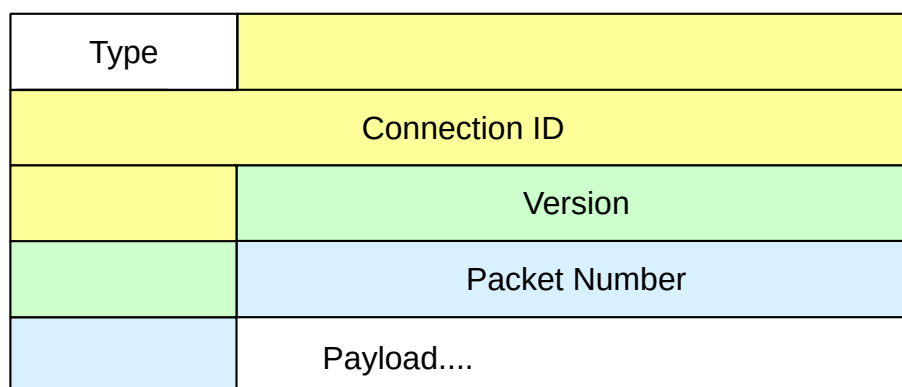 Type
Connection ID
Version
Packet Number
Payload....